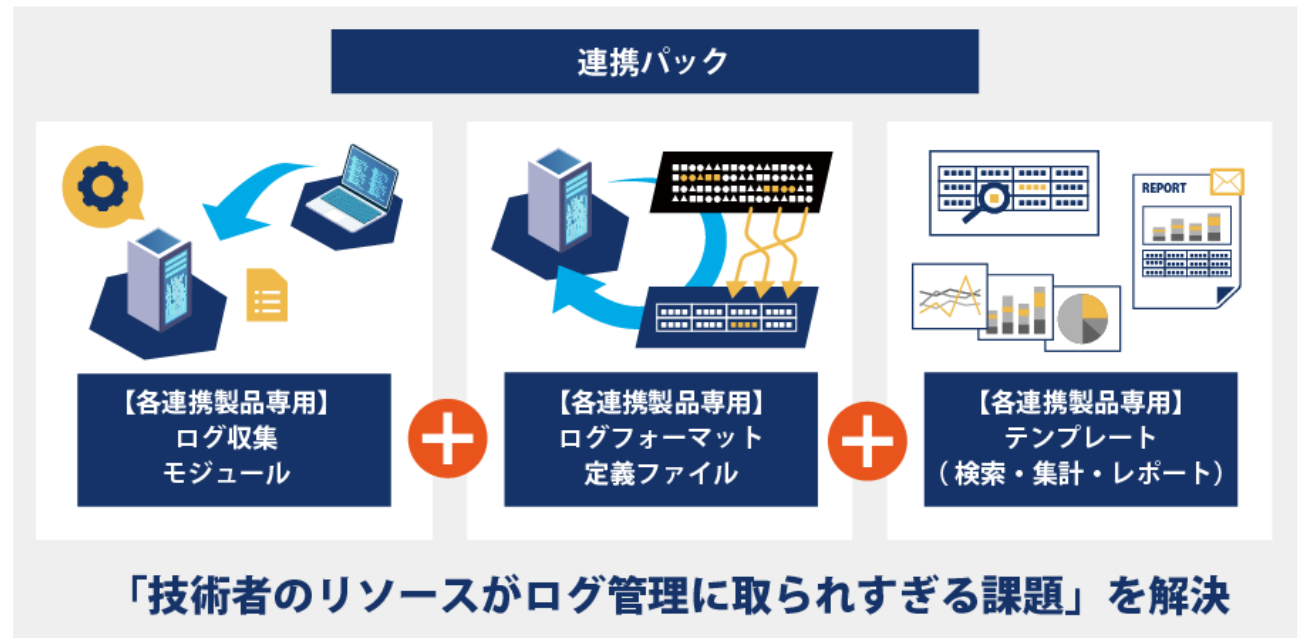 連携パック
REPORT
【各連携製品専用】
ログ収集
モジュール
【各連携製品専用】
ログフォーマット
定義ファイル
【各連携製品専用】
テンプレート
（検索・集計・レポート）
「技術者のリソースがログ管理に取られすぎる課題」を解決